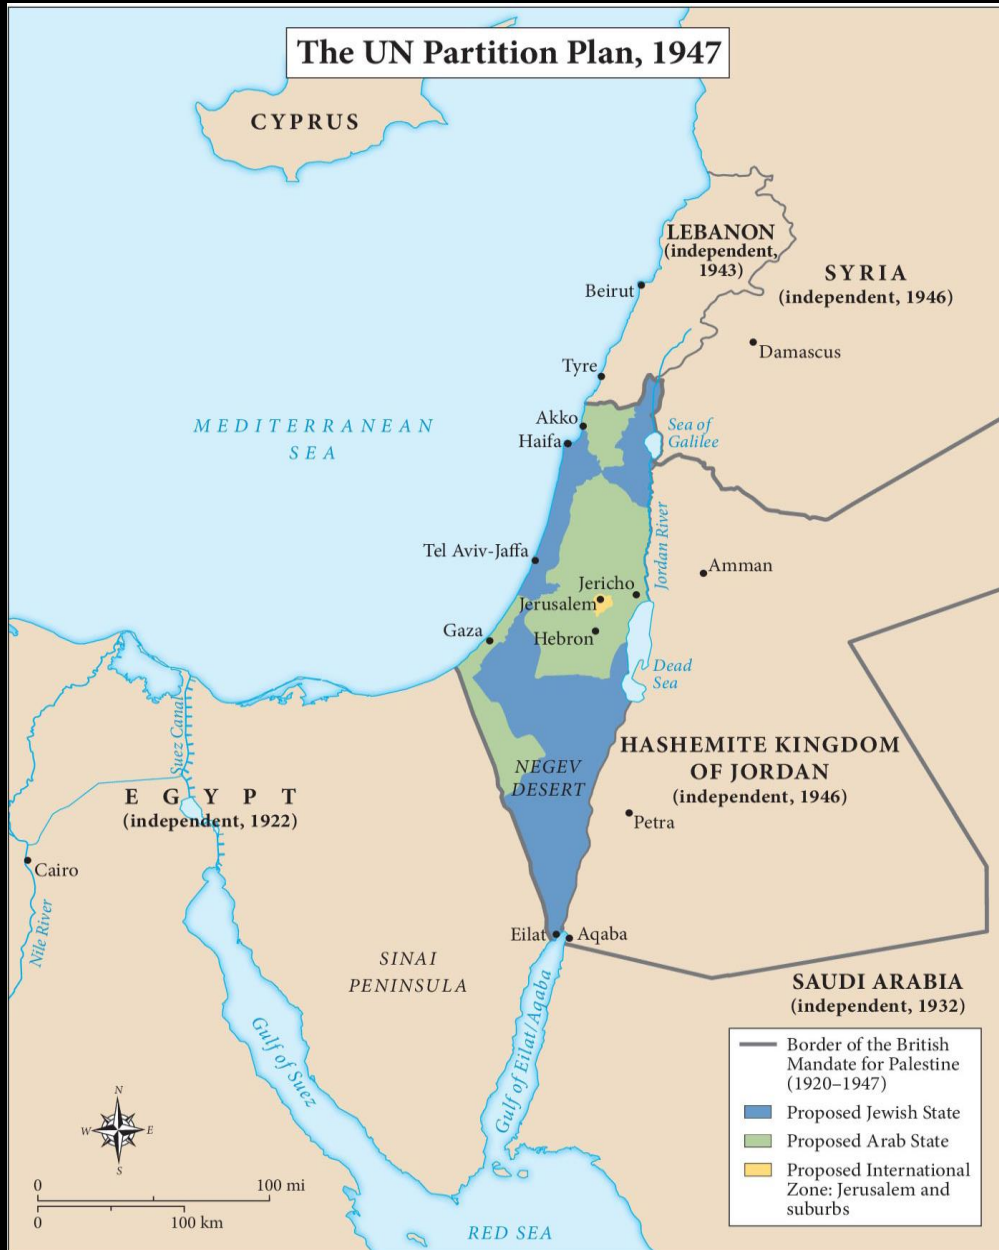 The UN Partition Plan, 1947
CYPRUS
LEBANON
(independent,
1943)
SYRIA
(independent, 1946)
Beirut
Damascus
Tyre
MEDITERRANEAN
SEA
Akko
Haifa
Sea of
Galilee
Jordan River
Tel Aviv-Jaffa
Amman
Jericho
Jerusalem
Gaza
Hebron
Dead
Sea
Suez Canal
HASHEMITE KINGDOM
OF JORDAN
(independent, 1946)
NEGEV
DESERT
EGYPT
(independent, 1922)
Petra
Cairo
Nile River
Eilat
Aqaba
SINAI
PENINSULA
SAUDI ARABIA
(independent, 1932)
Gulf of Suez
Gulf of Eilat/Aqaba
Border of the British
Mandate for Palestine
(1920–1947)
Proposed Jewish State
Proposed Arab State
Proposed International
Zone: Jerusalem and
suburbs
N
W E
S
0 100 mi
0 100 km
RED SEA